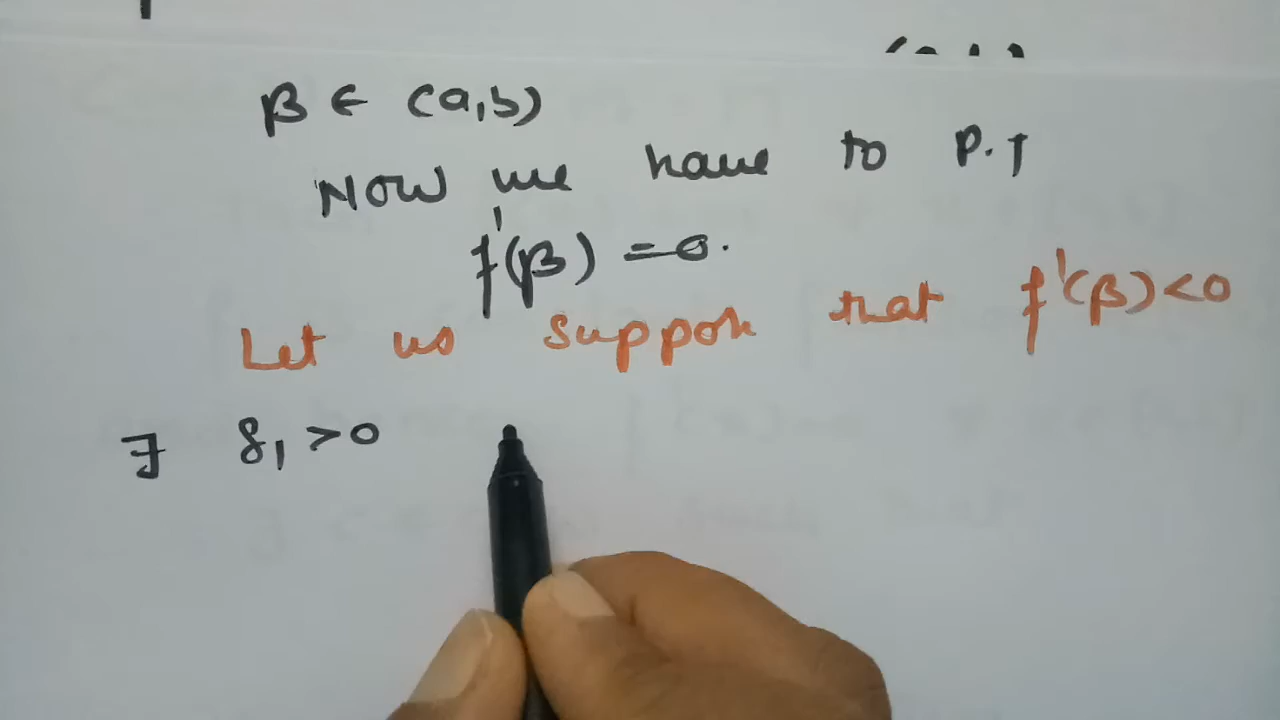 β ∈ (a,b)
Now we have to P.T
f'(β) = 0.
Let us suppose that f'(β) < 0
∃ δ₁ > 0